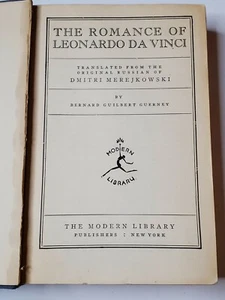 THE ROMANCE OF
LEONARDO DA VINCI
TRANSLATED FROM THE
ORIGINAL RUSSIAN OF
DMITRI MEREJKOWSKI
BY
BERNARD GUILBERT GUERNEY
MODERN
LIBRARY
THE MODERN LIBRARY
PUBLISHERS : NEW YORK